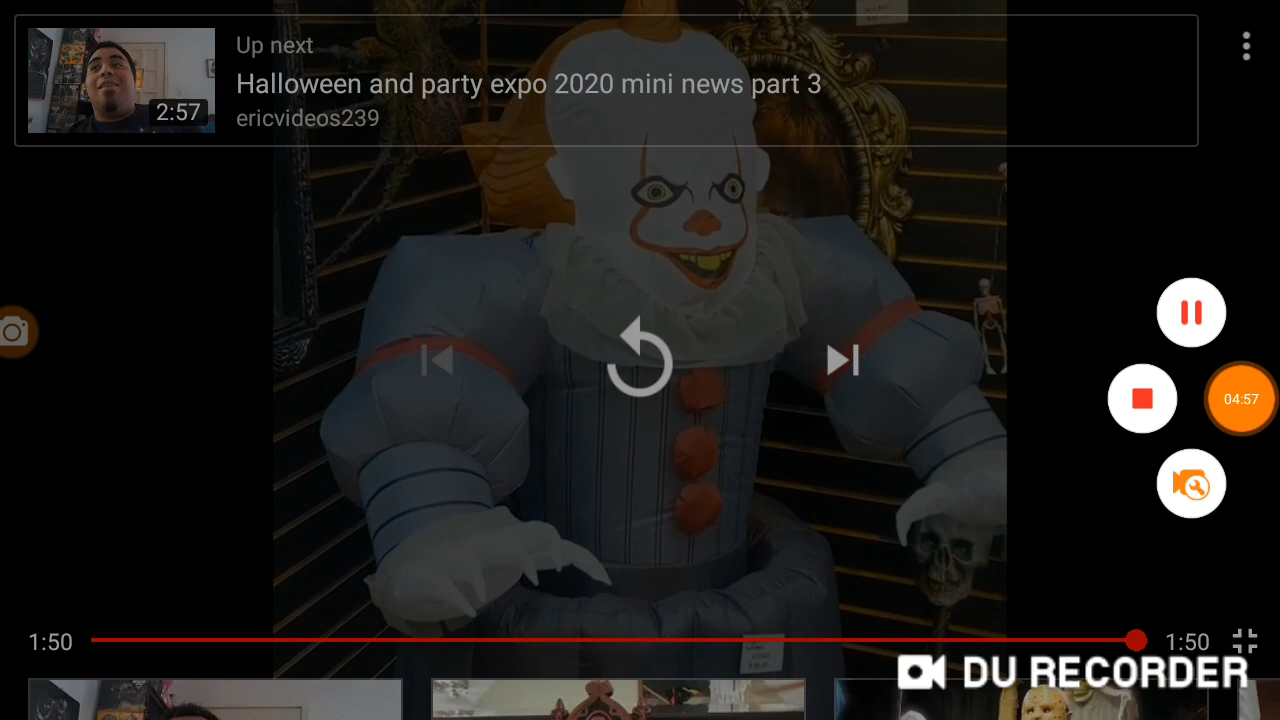 Up next
Halloween and party expo 2020 mini news part 3
2:57
ericvideos239
04:57
1:50
1:50
DU RECORDER